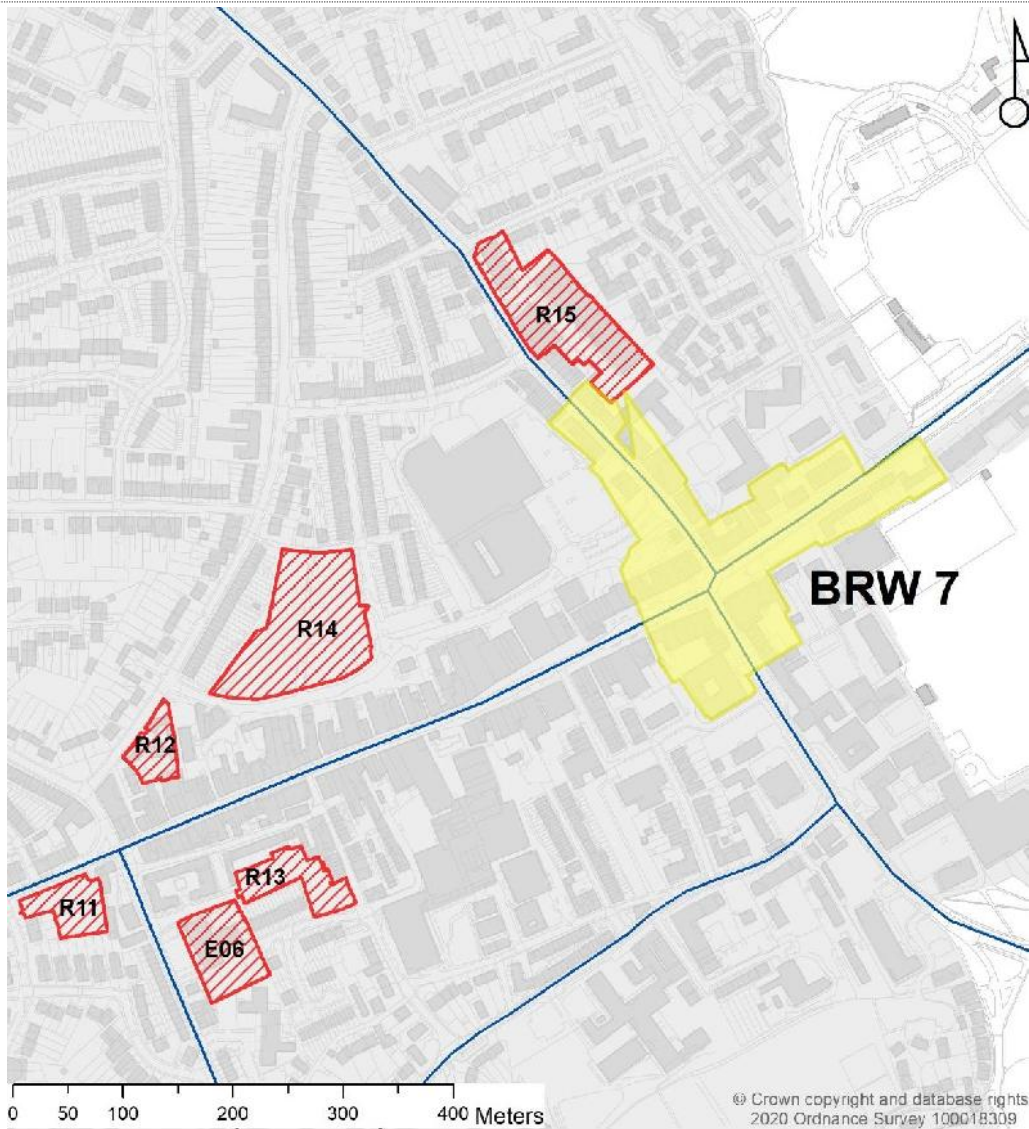 R15
BRW 7
R14
R12
R13
R11
E06
0 50 100 200 300 400 Meters
© Crown copyright and database rights
2020 Ordnance Survey 100018309